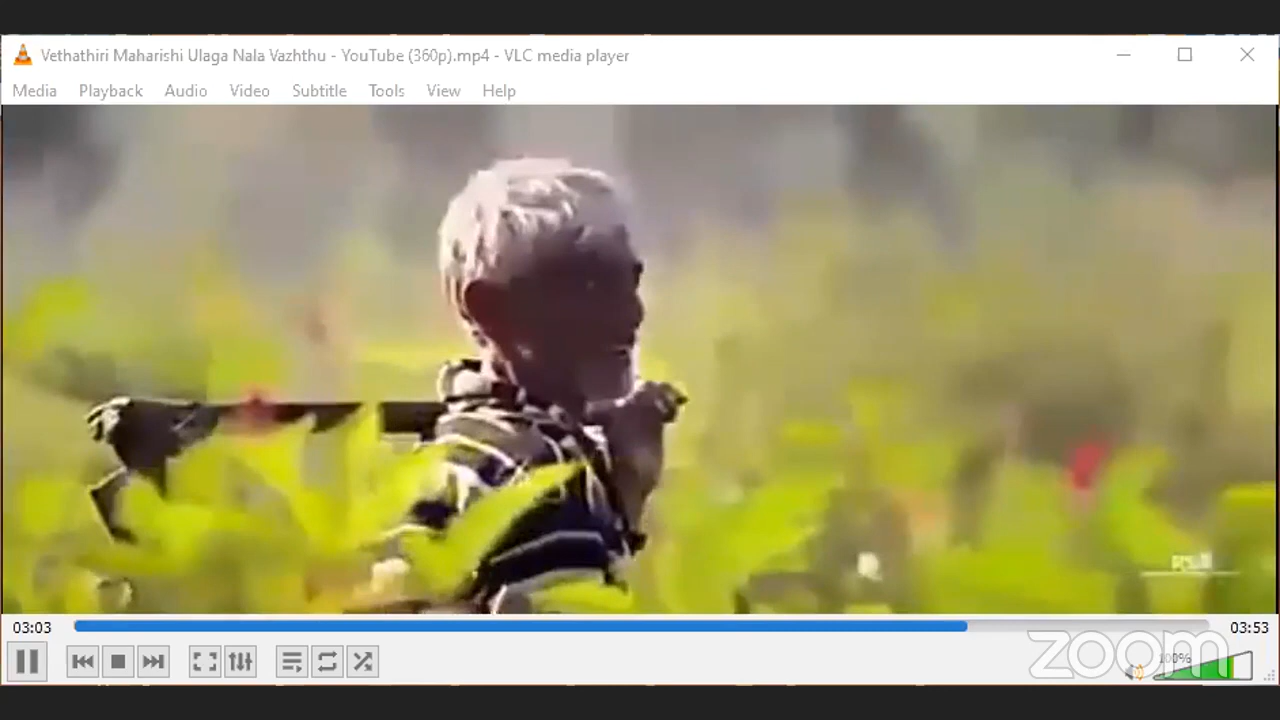 Vethathiri Maharishi Ulaga Nala Vazhthu - YouTube (360p).mp4 - VLC media player
Media Playback Audio Video Subtitle Tools View Help
03:03 03:53
zoom
100%